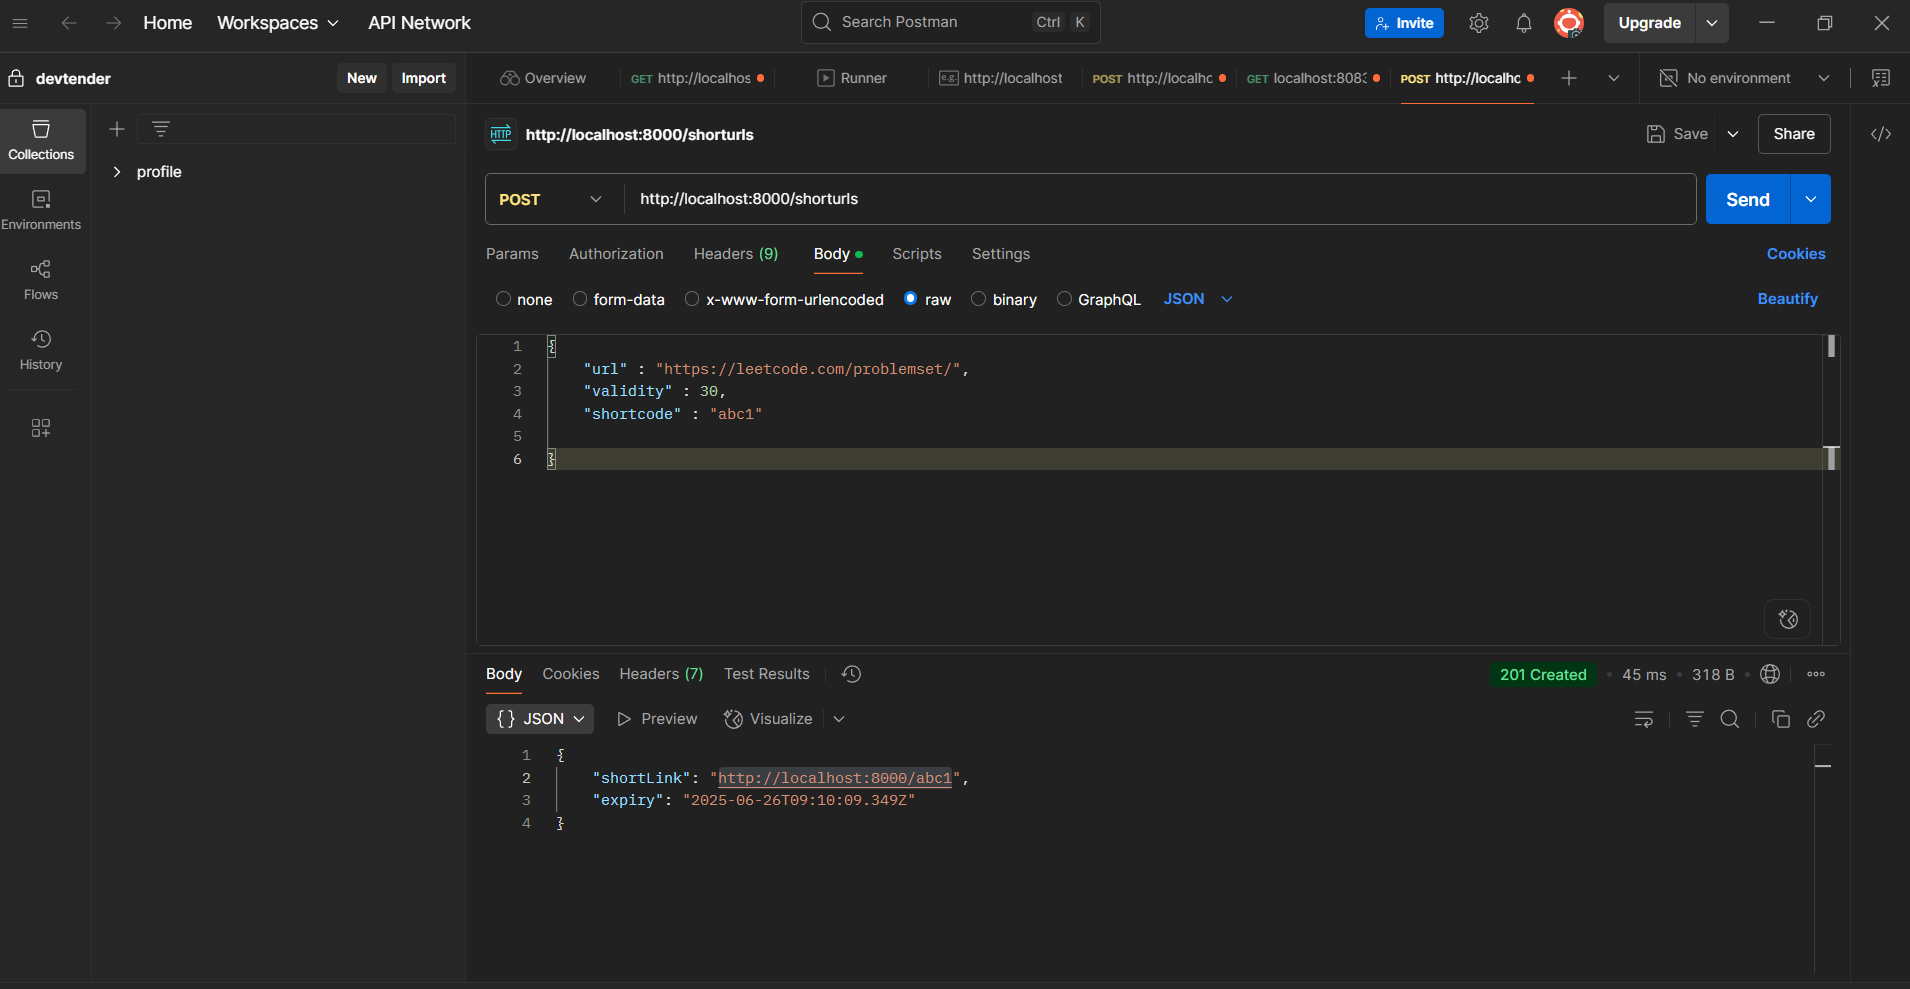 Home Workspaces API Network Search Postman Ctrl K Invite Upgrade
devtender New Import Overview GET http://localhos Runner e.g. http://localhost POST http://localhc GET localhost:808 POST http://localhc No environment
Collections
Environments
Flows
History
profile
HTTP http://localhost:8000/shorturls Save Share
POST http://localhost:8000/shorturls Send
Params Authorization Headers (9) Body Scripts Settings Cookies
none form-data x-www-form-urlencoded raw binary GraphQL JSON Beautify
1 {
2 "url" : "https://leetcode.com/problemset/",
3 "validity" : 30,
4 "shortcode" : "abc1"
5
6 }
Body Cookies Headers (7) Test Results 201 Created • 45 ms • 318 B •
{} JSON Preview Visualize
1 {
2 "shortLink": "http://localhost:8000/abc1",
3 "expiry": "2025-06-26T09:10:09.349Z"
4 }